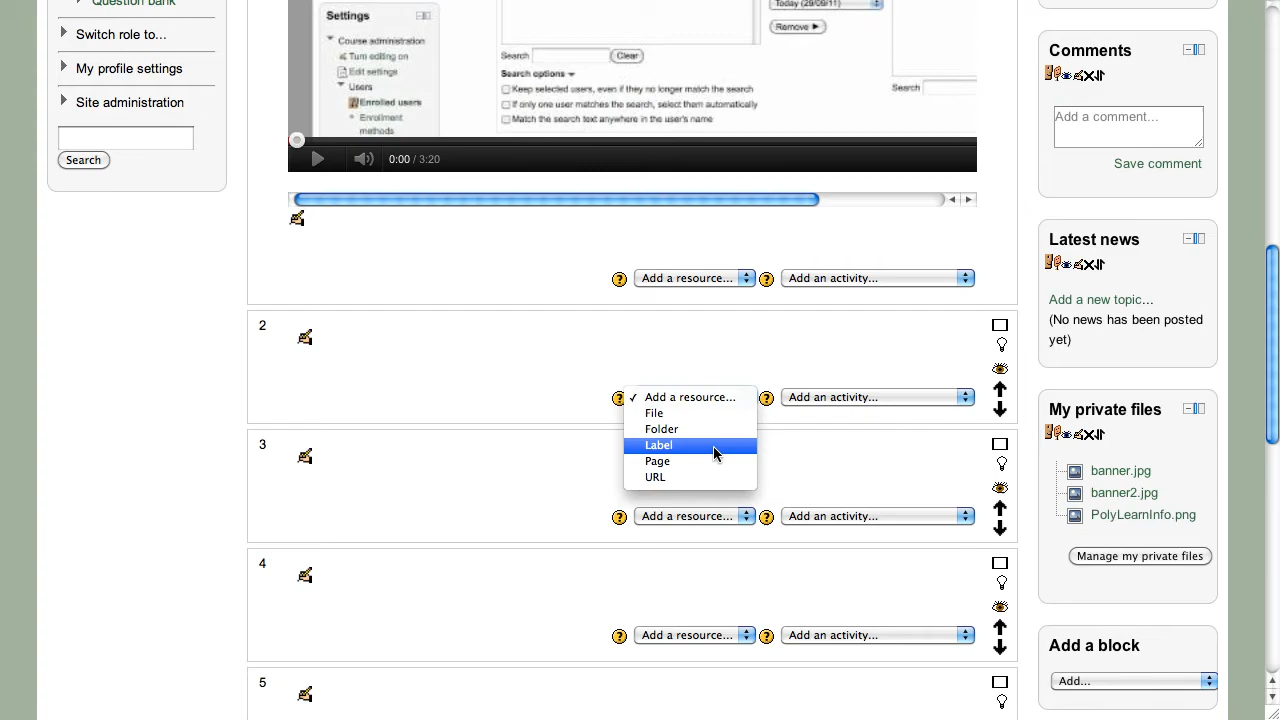 Question bank
Switch role to...
My profile settings
Site administration
Search
Settings
Course administration
Turn editing on
Edit settings
Users
Enrolled users
Enrollment
methods
Today (29/09/11)
Remove
Search
Clear
Search options
Keep selected users, even if they no longer match the search
If only one user matches the search, select them automatically
Match the search text anywhere in the user's name
Search
0:00 / 3:20
Add a resource...
Add an activity...
2
Add a resource...
File
Folder
Label
Page
URL
Add an activity...
3
Add a resource...
Add an activity...
4
Add a resource...
Add an activity...
5
Comments
Add a comment...
Save comment
Latest news
Add a new topic...
(No news has been posted
yet)
My private files
banner.jpg
banner2.jpg
PolyLearnInfo.png
Manage my private files
Add a block
Add...